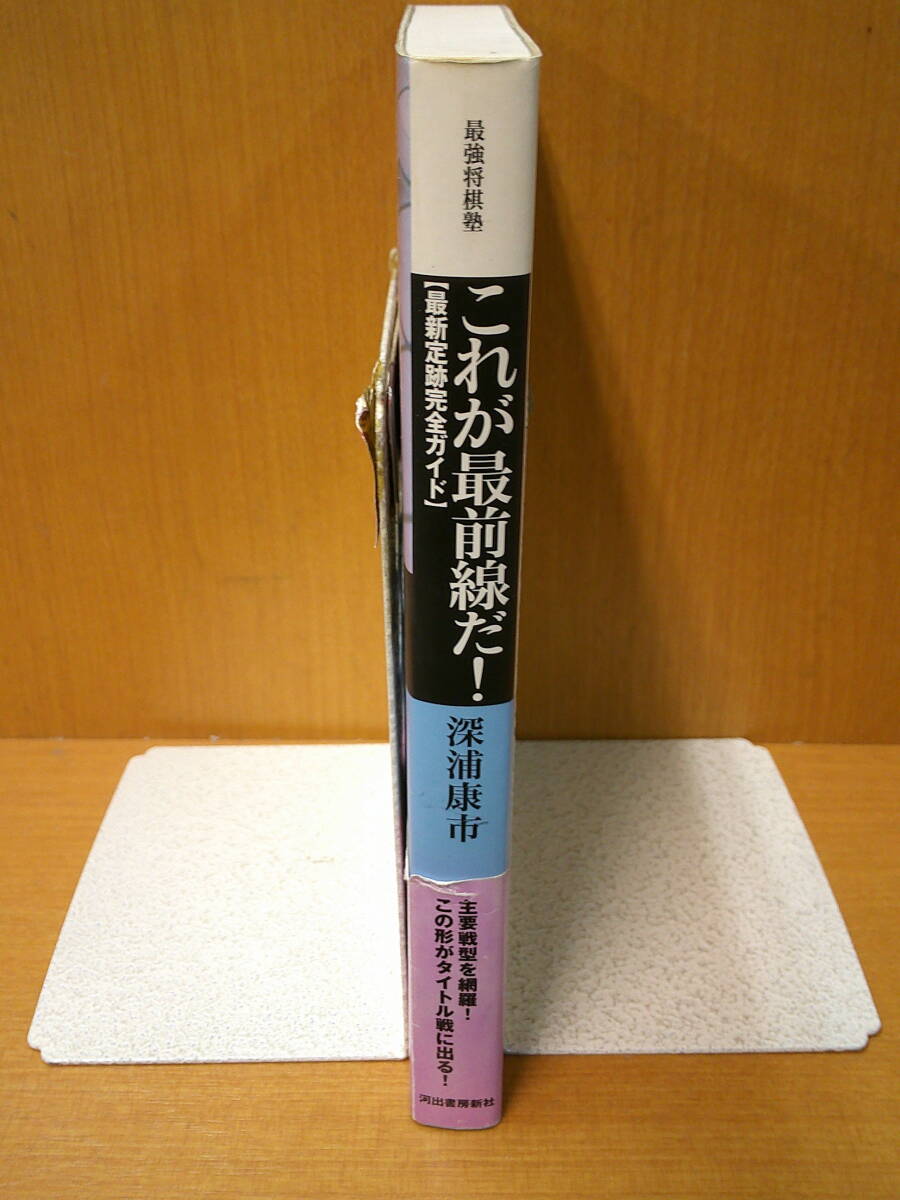 最強将棋塾
これが最前線だ！
【最新定跡完全ガイド】
深浦康市
主要戦型を網羅！
この形がタイトル戦に出る！
河出書房新社